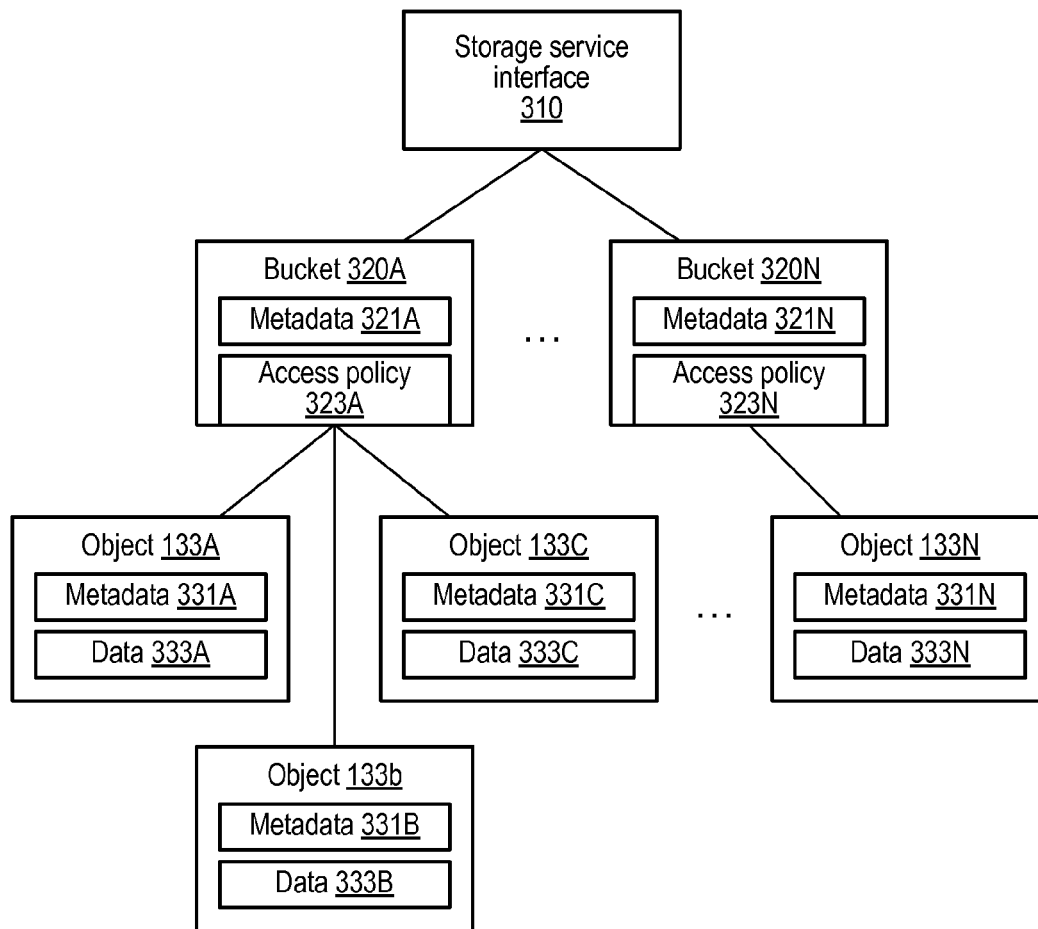 Storage service
interface
310
Bucket 320A
Metadata 321A
Access policy
323A
...
Bucket 320N
Metadata 321N
Access policy
323N
Object 133A
Metadata 331A
Data 333A
Object 133C
Metadata 331C
Data 333C
...
Object 133N
Metadata 331N
Data 333N
Object 133b
Metadata 331B
Data 333B